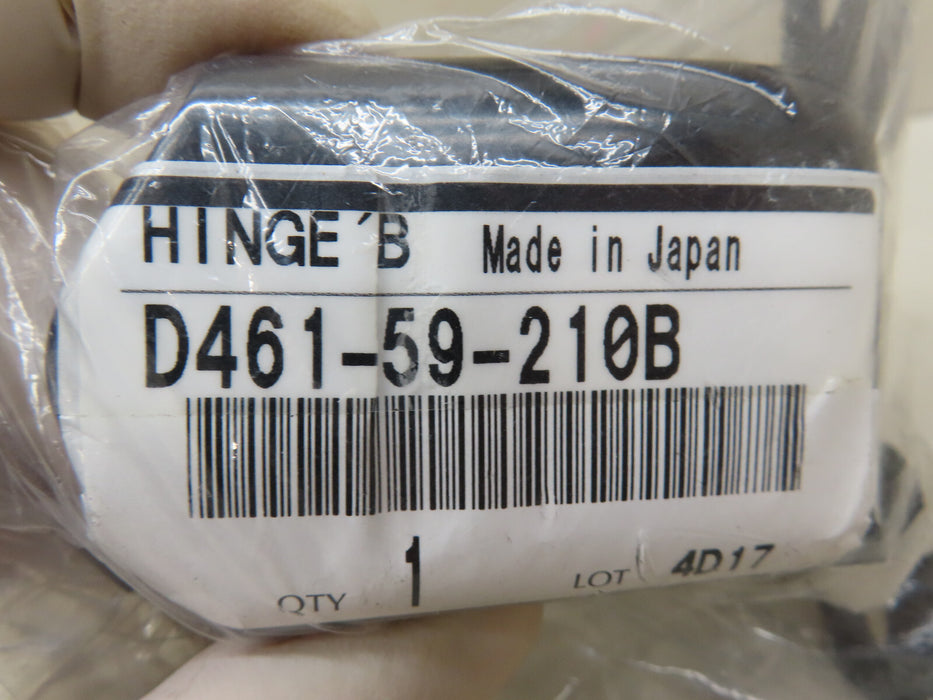 HINGE´B Made in Japan
D461-59-210B
QTY 1 LOT 4D17